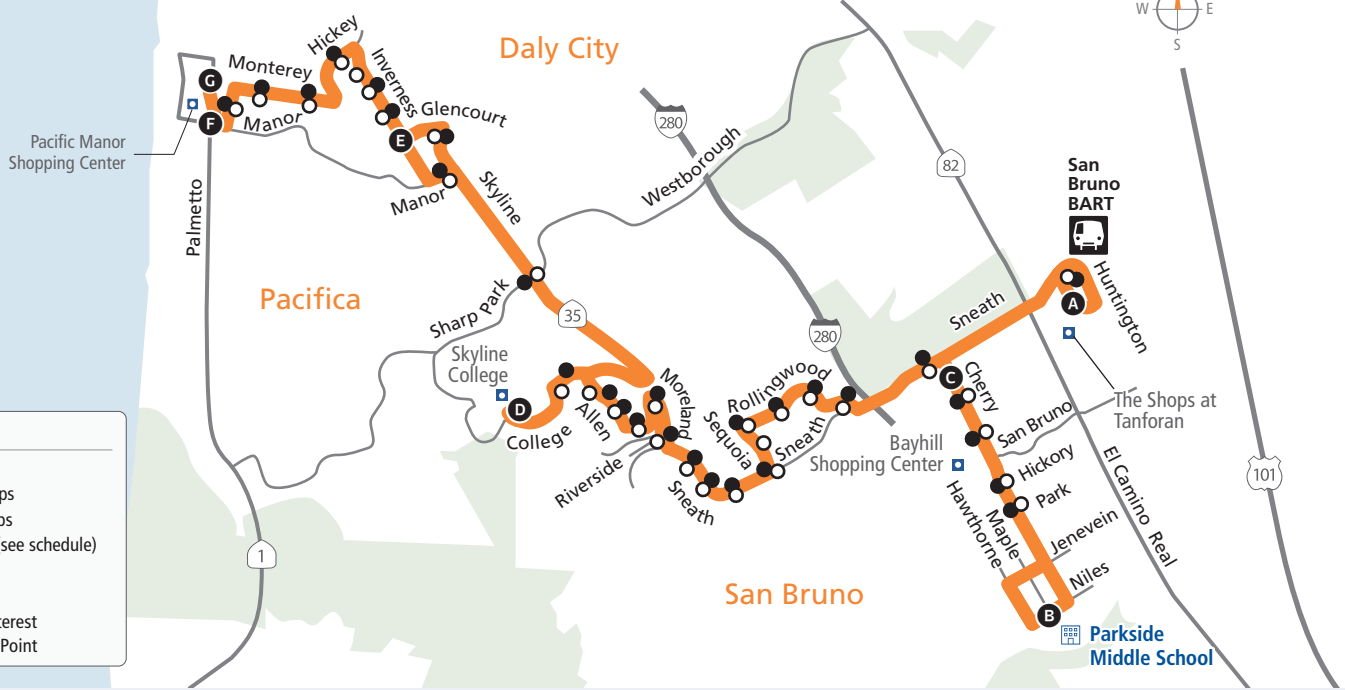 W
E
S
Daly City
Hickey
Monterey
Inverness
Glencourt
G
Manor
F
E
Pacific Manor
Shopping Center
280
82
Westborough
San
Bruno
BART
Manor
Skyline
Palmetto
Pacifica
Sharp Park
35
Huntington
A
Sneath
280
Skyline
College
D
College
Allen
Moreland
Rollingwood
Sequoia
Sneath
C
Cherry
The Shops at
Tanforan
San Bruno
Bayhill
Shopping Center
Riverside
Sneath
Hickory
Park
Hawthorne
Maple
El Camino Real
101
Jenevein
Niles
ps
ps
(see schedule)
1
San Bruno
B
terest
Point
Parkside
Middle School